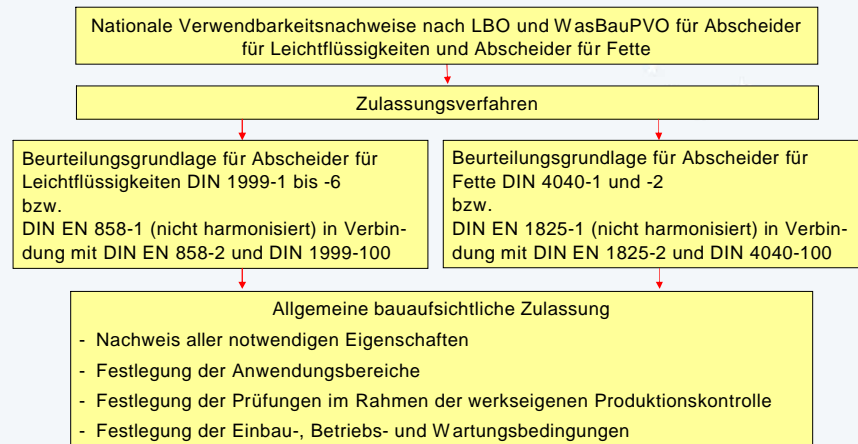 Nationale Verwendbarkeitsnachweise nach LBO und WasBauPVO für Abscheider
für Leichtflüssigkeiten und Abscheider für Fette
Zulassungsverfahren
Beurteilungsgrundlage für Abscheider für
Leichtflüssigkeiten DIN 1999-1 bis -6
bzw.
DIN EN 858-1 (nicht harmonisiert) in Verbin-
dung mit DIN EN 858-2 und DIN 1999-100
Beurteilungsgrundlage für Abscheider für
Fette DIN 4040-1 und -2
bzw.
DIN EN 1825-1 (nicht harmonisiert) in Verbin-
dung mit DIN EN 1825-2 und DIN 4040-100
Allgemeine bauaufsichtliche Zulassung
- Nachweis aller notwendigen Eigenschaften
- Festlegung der Anwendungsbereiche
- Festlegung der Prüfungen im Rahmen der werkseigenen Produktionskontrolle
- Festlegung der Einbau-, Betriebs- und Wartungsbedingungen